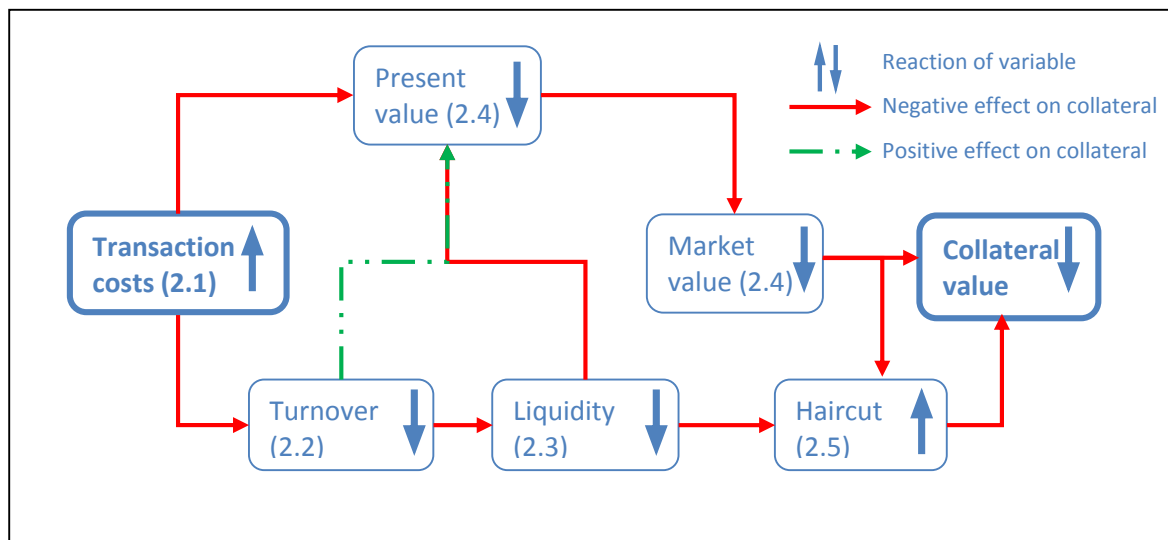 Present
value (2.4)
Reaction of variable
Negative effect on collateral
Positive effect on collateral
Transaction
costs (2.1)
Market
value (2.4)
Collateral
value
Turnover
(2.2)
Liquidity
(2.3)
Haircut
(2.5)